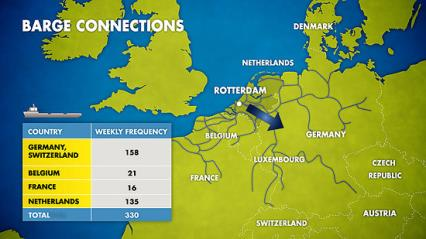 BARGE CONNECTIONS
DENMARK
NETHERLANDS
ROTTERDAM
BELGIUM
GERMANY
LUXEMBOURG
FRANCE
CZECH
REPUBLIC
AUSTRIA
SWITZERLAND
COUNTRY WEEKLY FREQUENCY
GERMANY,
SWITZERLAND 158
BELGIUM 21
FRANCE 16
NETHERLANDS 135
TOTAL 330